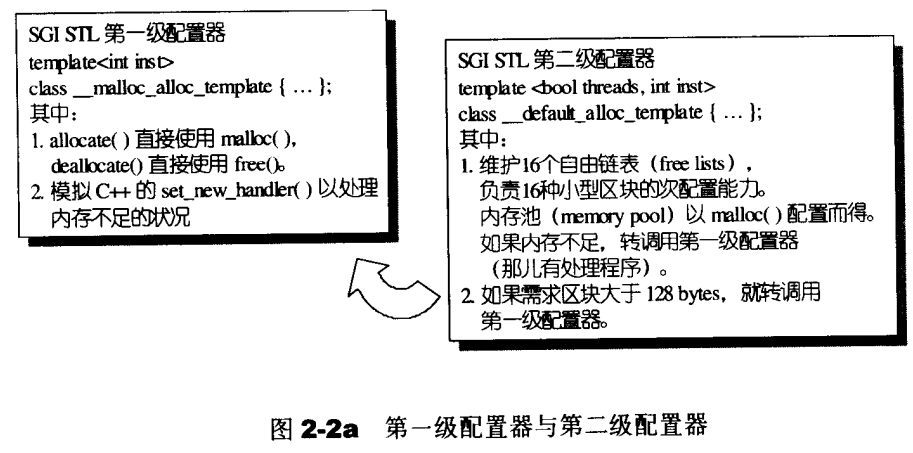 SGI STL 第一级配置器
template<int inst>
class __malloc_alloc_template { … };
其中：
1. allocate( ) 直接使用 malloc( ),
deallocate() 直接使用 free()。
2. 模拟 C++ 的 set_new_handler( ) 以处理
内存不足的状况
SGI STL 第二级配置器
template <bool threads, int inst>
class __default_alloc_template { … };
其中：
1. 维护16个自由链表（free lists），
负责16种小型区块的次配置能力。
内存池（memory pool）以 malloc( ) 配置而得。
如果内存不足，转调用第一级配置器
（那儿有处理程序）。
2. 如果需求区块大于 128 bytes，就转调用
第一级配置器。
图 2-2a 第一级配置器与第二级配置器